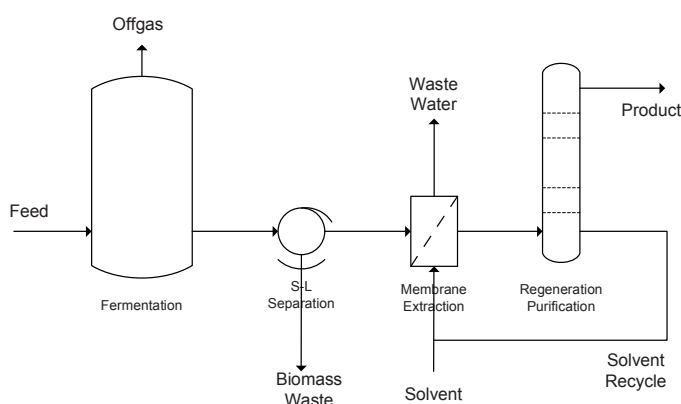 Offgas
Waste
Water
Product
Feed
Fermentation
S-L
Separation
Membrane
Extraction
Regeneration
Purification
Biomass
Waste
Solvent
Solvent
Recycle